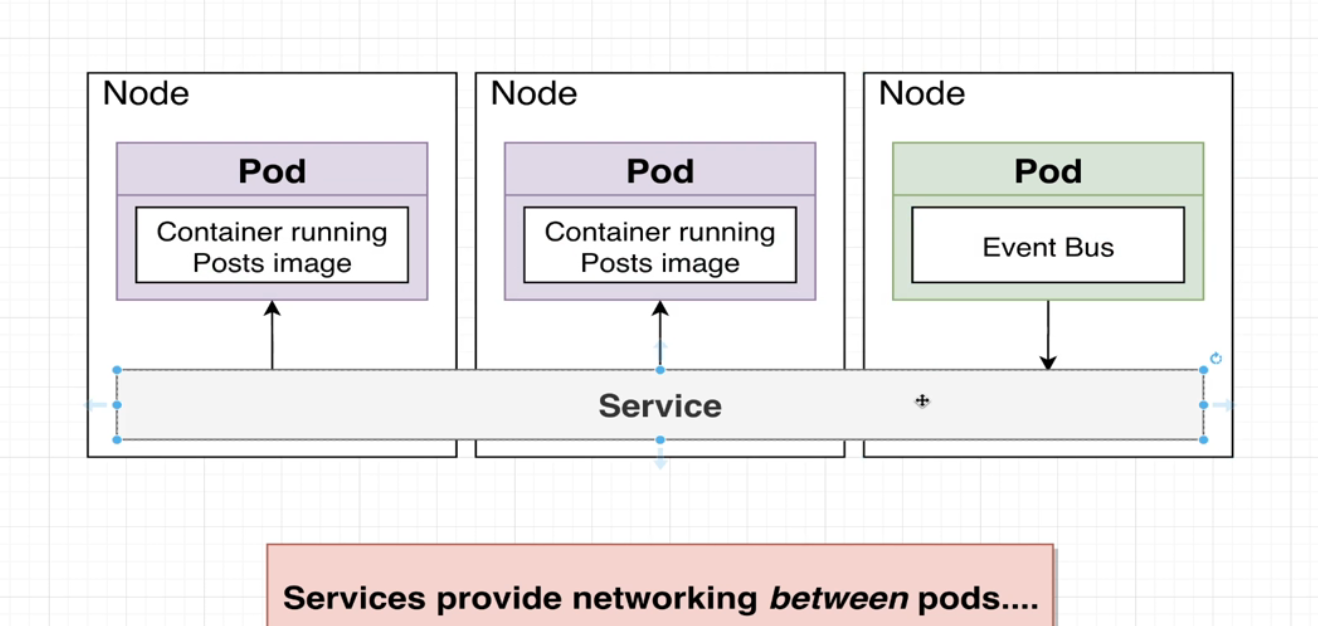 Node
Node
Node
Pod
Pod
Pod
Container running
Posts image
Container running
Posts image
Event Bus
Service
Services provide networking between pods....